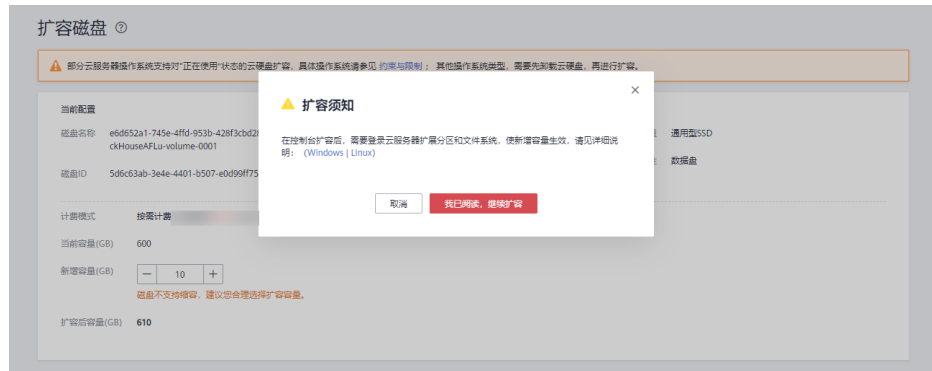 扩容磁盘
部分云服务器操作系统支持对“正在使用”状态的云硬盘扩容，具体操作系统请参见 约束与限制； 其他操作系统类型，需要先卸载云硬盘，再进行扩容。
扩容须知
在控制台扩容后，需要登录云服务器扩展分区和文件系统，使新增容量生效，请见详细说
明：（Windows | Linux）
取消 我已阅读，继续扩容
当前配置
磁盘名称 e6d652a1-745e-4ffd-953b-428f3cbd2
ckHouseAFLu-volume-0001
通用型SSD
磁盘ID 5d6c63ab-3e4e-4401-b507-e0d99ff75
数据盘
计费模式 按需计费
当前容量(GB) 600
新增容量(GB) 10
磁盘不支持缩容，建议您合理选择扩容容量。
扩容后容量(GB) 610